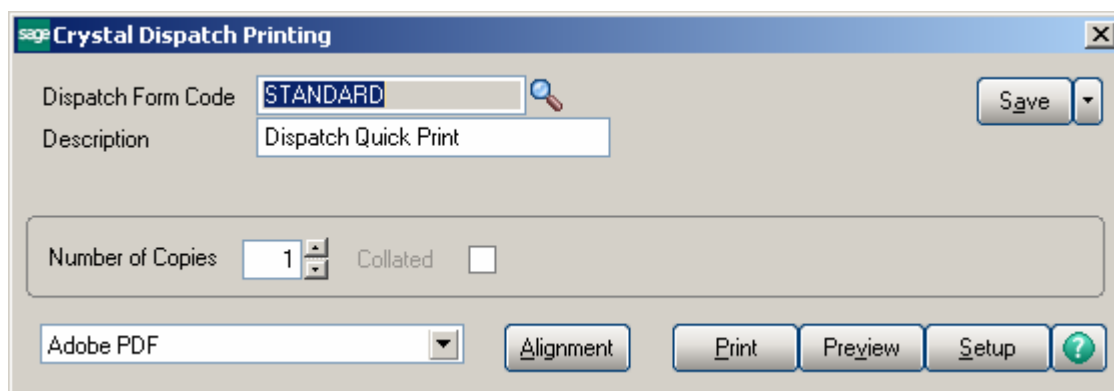 sage Crystal Dispatch Printing
Dispatch Form Code STANDARD Save
Description Dispatch Quick Print
Number of Copies 1 Collated
Adobe PDF Alignment Print Preview Setup ?